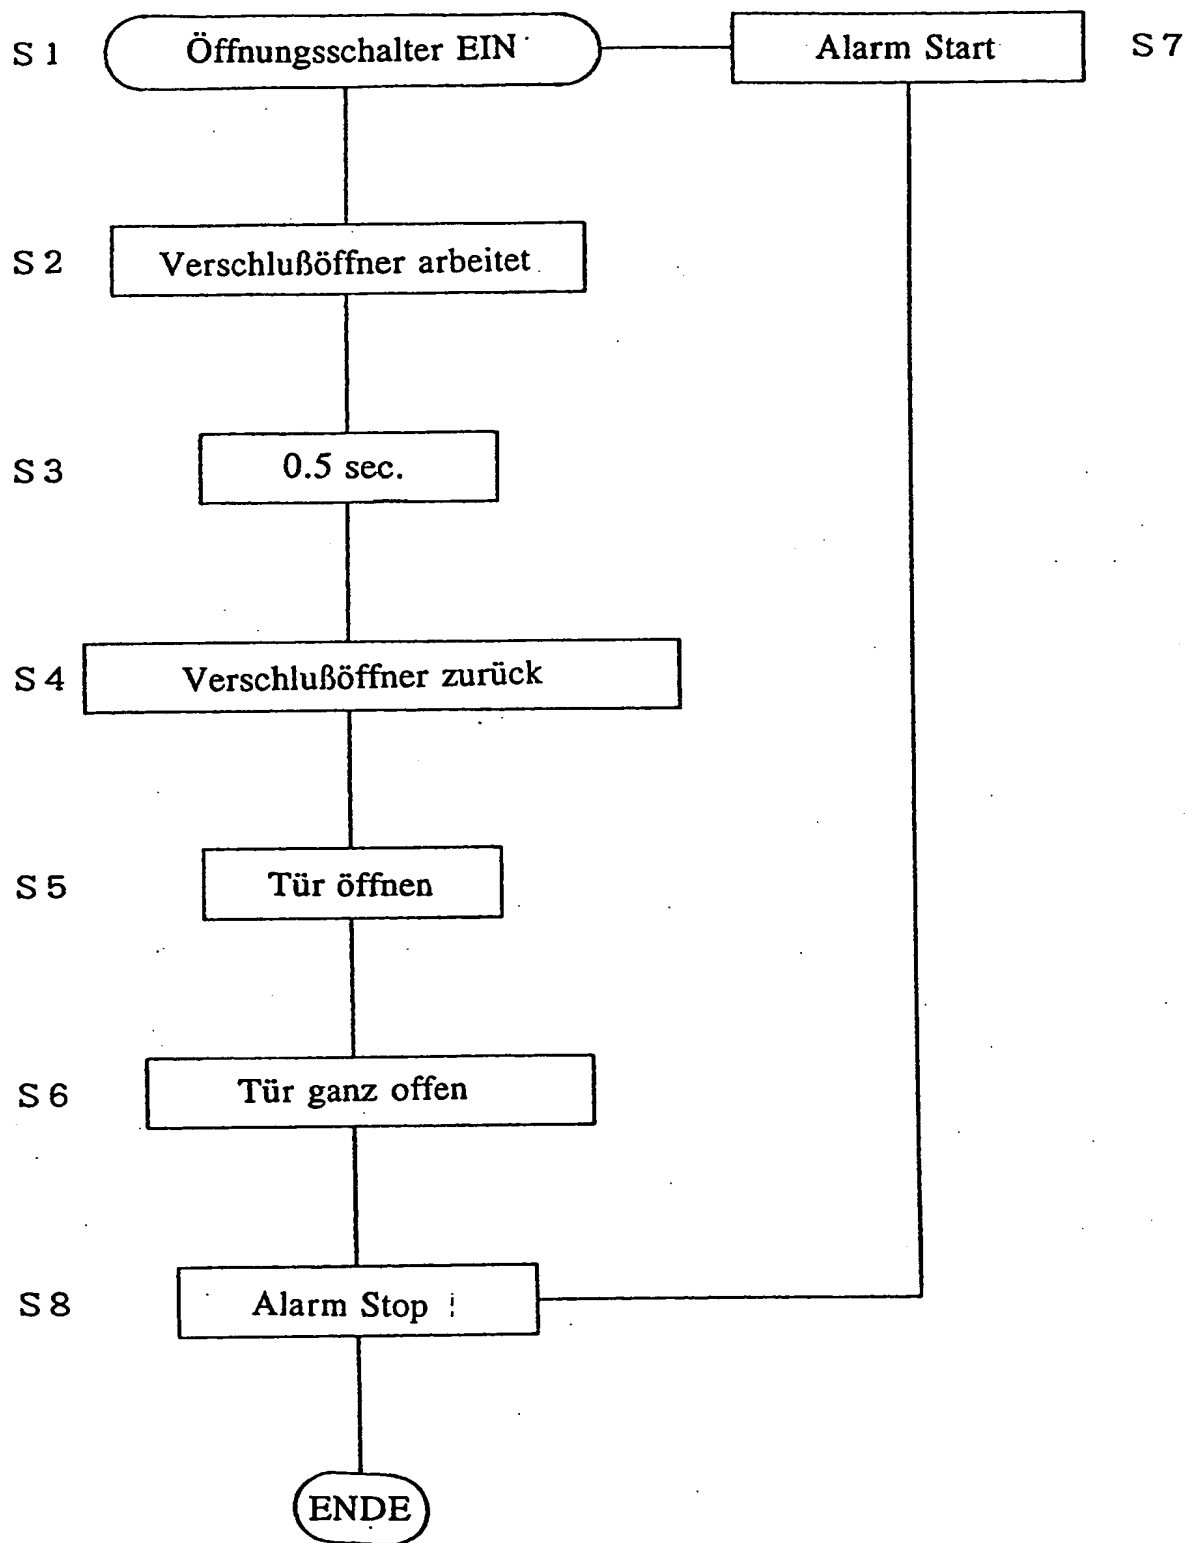 S 1 Öffnungsschalter EIN Alarm Start S 7
S 2 Verschlußöffner arbeitet
S 3 0.5 sec.
S 4 Verschlußöffner zurück
S 5 Tür öffnen
S 6 Tür ganz offen
S 8 Alarm Stop
ENDE